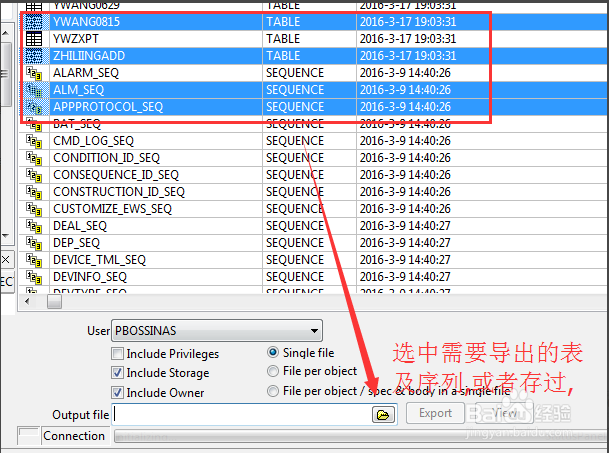 YWANG0629 TABLE 2016-3-17 19:03:31
YWANG0815 TABLE 2016-3-17 19:03:31
YWZXPT TABLE 2016-3-17 19:03:31
ZHILIINGADD TABLE 2016-3-17 19:03:31
ALARM_SEQ SEQUENCE 2016-3-9 14:40:26
ALM_SEQ SEQUENCE 2016-3-9 14:40:26
APPPROTOCOL_SEQ SEQUENCE 2016-3-9 14:40:26
BAT_SEQ SEQUENCE 2016-3-9 14:40:26
CMD_LOG_SEQ SEQUENCE 2016-3-9 14:40:26
CONDITION_ID_SEQ SEQUENCE 2016-3-9 14:40:26
CONSEQUENCE_ID_SEQ SEQUENCE 2016-3-9 14:40:26
CONSTRUCTION_ID_SEQ SEQUENCE 2016-3-9 14:40:26
CUSTOMIZE_EWS_SEQ SEQUENCE 2016-3-9 14:40:26
DEAL_SEQ SEQUENCE 2016-3-9 14:40:27
DEP_SEQ SEQUENCE 2016-3-9 14:40:27
DEVICE_TML_SEQ SEQUENCE 2016-3-9 14:40:27
DEVINFO_SEQ SEQUENCE 2016-3-9 14:40:27
DEVTYPE_SEQ SEQUENCE 2016-3-9 14:40:27
User PBOSSINAS
Include Privileges
Include Storage
Include Owner
Single file
File per object
File per object / spec & body in a single file
选中需要导出的表
及序列,或者存过,
Output file Export View
Connection
Baidu 经验
jingyan.baidu.com